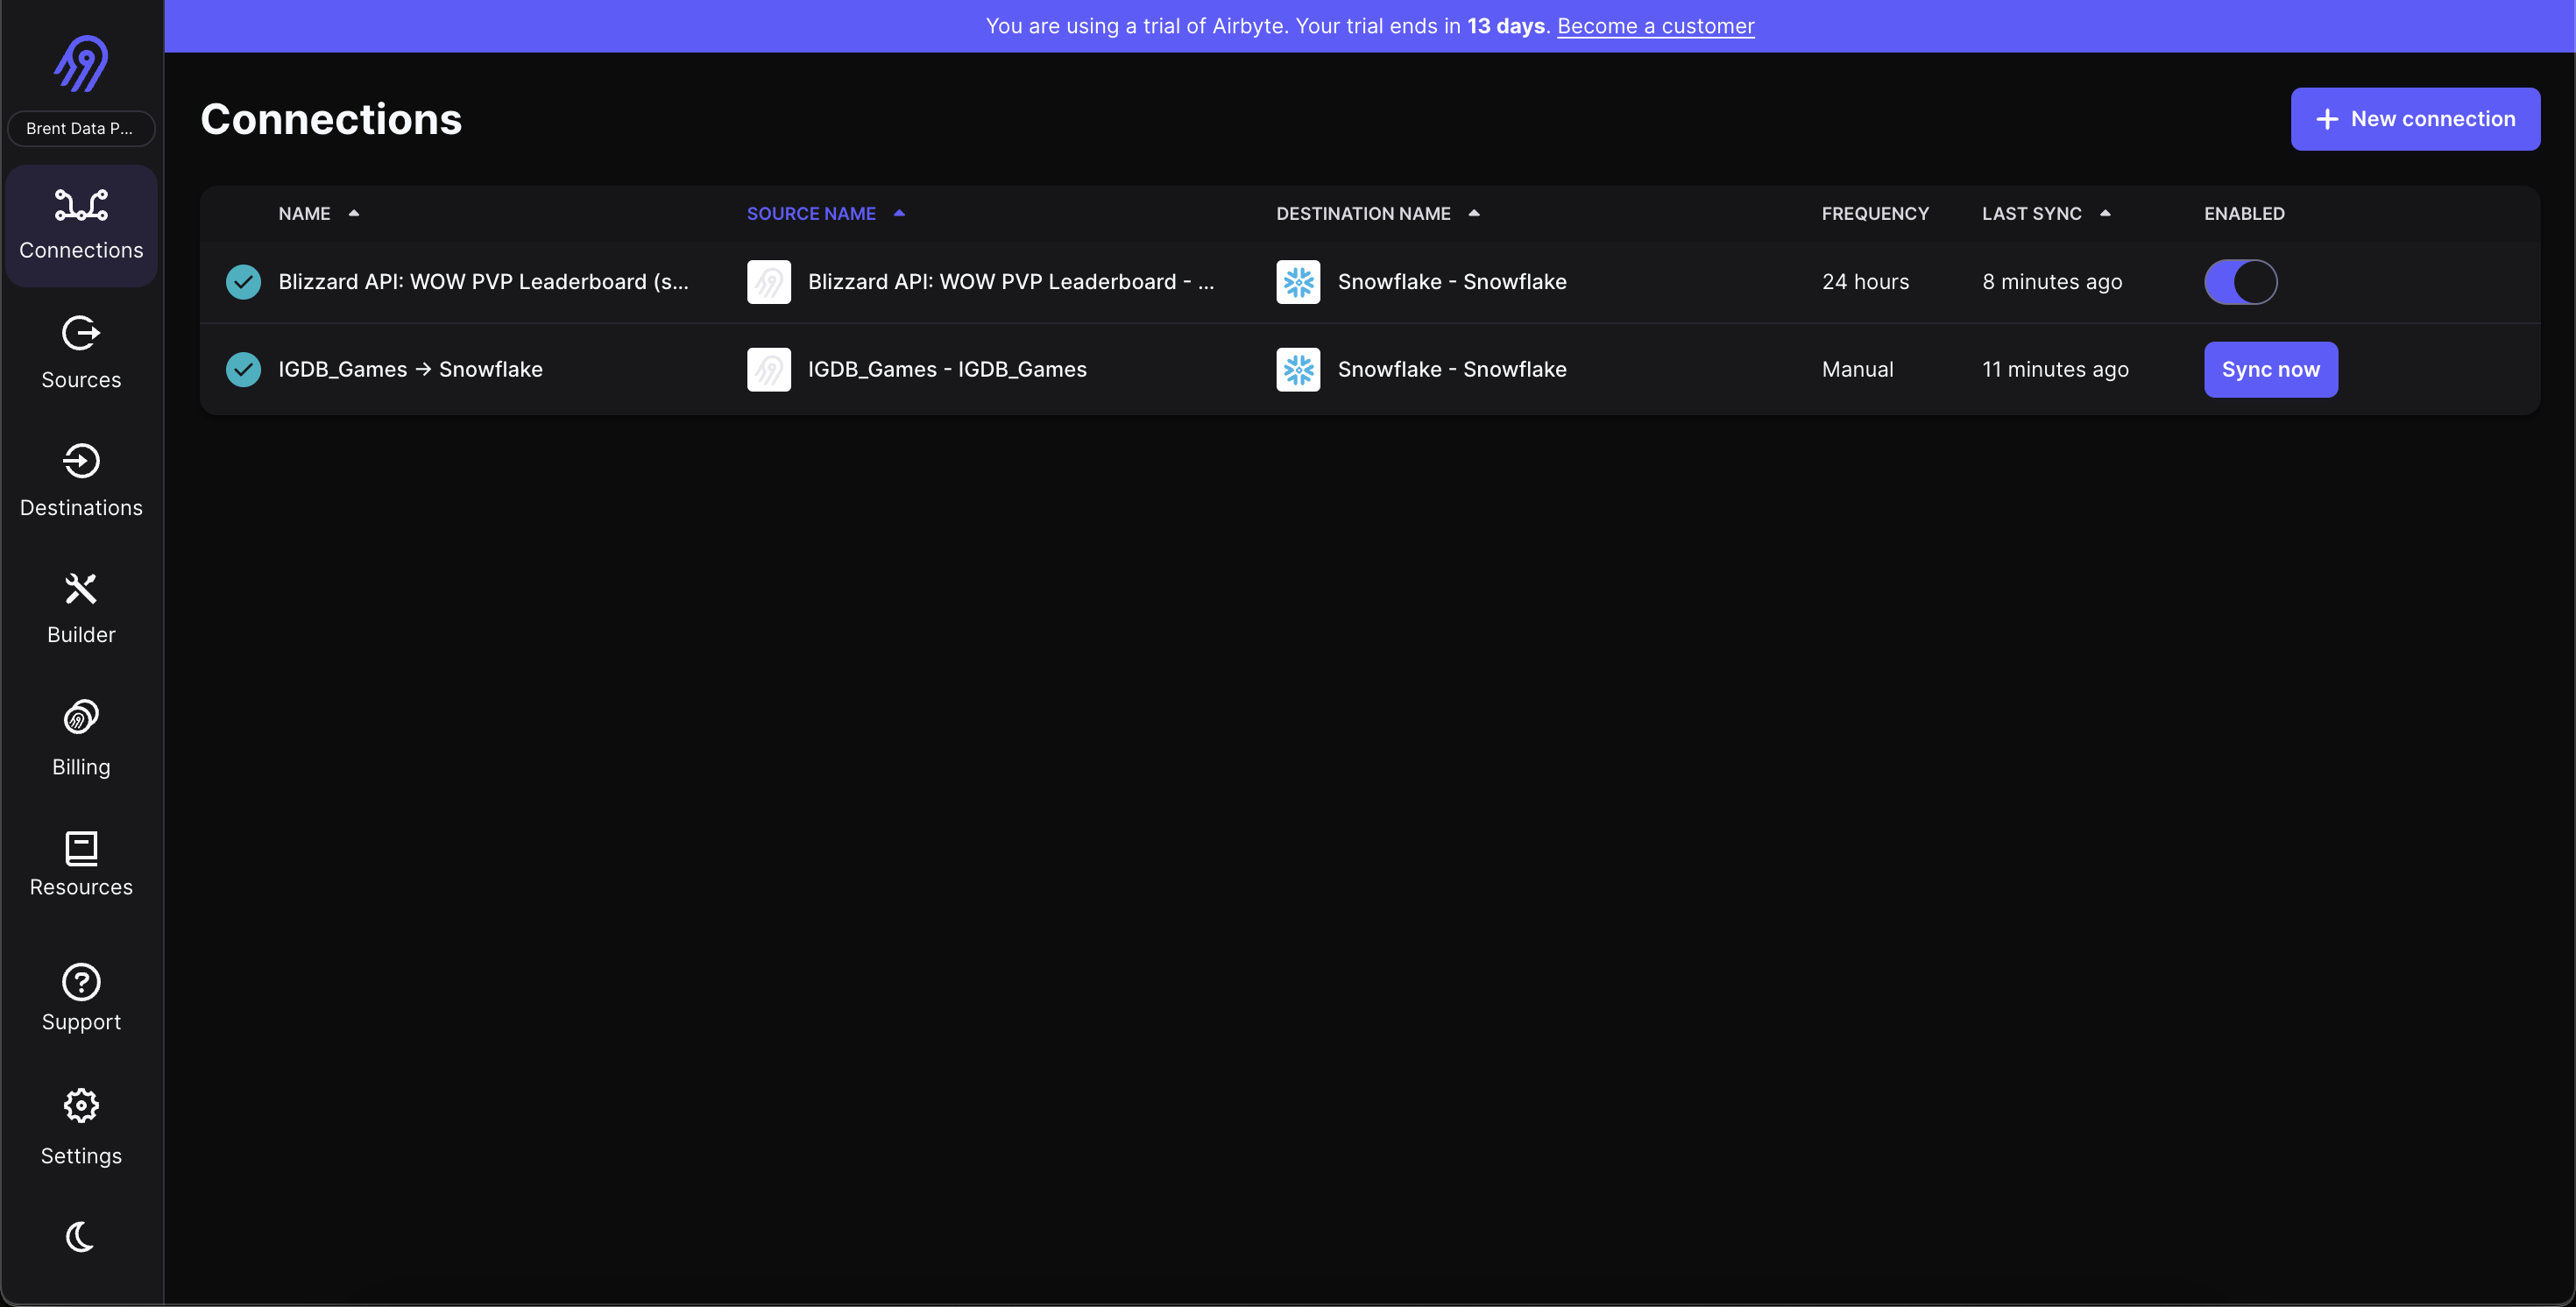 You are using a trial of Airbyte. Your trial ends in 13 days. Become a customer
Brent Data P...
Connections
Sources
Destinations
Builder
Billing
Resources
Support
Settings
Connections
New connection
NAME SOURCE NAME DESTINATION NAME FREQUENCY LAST SYNC ENABLED
Blizzard API: WOW PVP Leaderboard (s... Blizzard API: WOW PVP Leaderboard - ... Snowflake - Snowflake 24 hours 8 minutes ago
IGDB_Games → Snowflake IGDB_Games - IGDB_Games Snowflake - Snowflake Manual 11 minutes ago Sync now